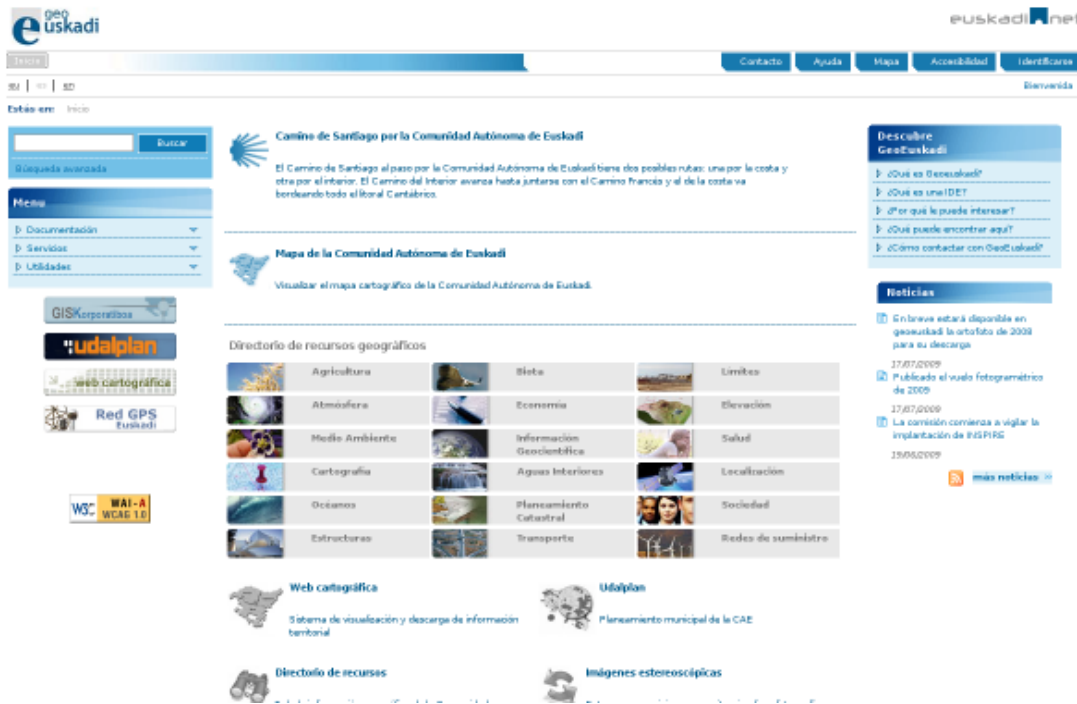 geo
euskadi
euskadi net
Inicio
Contacto
Ayuda
Mapa
Accesibilidad
Identificarse
eu | es | en
Bienvenida
Estás en: Inicio
Buscar
Búsqueda avanzada
Menu
Documentación
Servicios
Utilidades
GISKorporatiboa
udalplan
web cartográfica
Red GPS
Euskadi
W3C WAI-A
WCAG 1.0
Camino de Santiago por la Comunidad Autónoma de Euskadi
El Camino de Santiago al paso por la Comunidad Autónoma de Euskadi tiene dos posibles rutas: una por la costa y
otra por el interior. El Camino del Interior avanza hasta juntarse con el Camino Francés y el de la costa va
bordeando todo el litoral Cantábrico.
Mapa de la Comunidad Autónoma de Euskadi
Visualizar el mapa cartográfico de la Comunidad Autónoma de Euskadi.
Directorio de recursos geográficos
Agricultura
Biota
Límites
Atmósfera
Economía
Elevación
Medio Ambiente
Información
Geocientífica
Salud
Cartografía
Aguas Interiores
Localización
Océanos
Planeamiento
Catastral
Sociedad
Estructuras
Transporte
Redes de suministro
Web cartográfica
Sistema de visualización y descarga de información
territorial
Udalplan
Planeamiento municipal de la CAE
Directorio de recursos
Imágenes estereoscópicas
Descubre
GeoEuskadi
¿Qué es Geoeuskadi?
¿Qué es una IDE?
¿Por qué le puede interesar?
¿Qué puede encontrar aquí?
¿Cómo contactar con GeoEuskadi?
Noticias
En breve estará disponible en
geoeuskadi la ortofoto de 2008
para su descarga
17/07/2009
Publicado el vuelo fotogramétrico
de 2009
17/07/2009
La comisión comienza a vigilar la
implantación de INSPIRE
19/06/2009
más noticias »